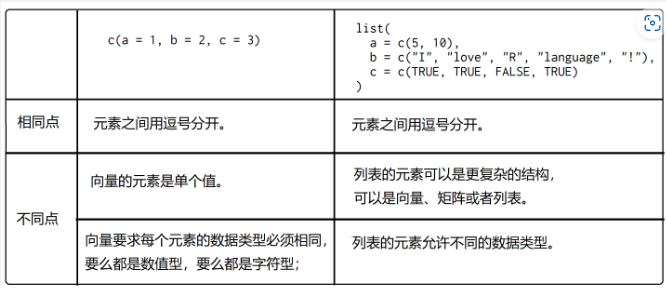 c(a = 1, b = 2, c = 3)
list(
a = c(5, 10),
b = c("I", "love", "R", "language", "!"),
c = c(TRUE, TRUE, FALSE, TRUE)
)
相同点
元素之间用逗号分开。
元素之间用逗号分开。
不同点
向量的元素是单个值。
列表的元素可以是更复杂的结构,
可以是向量、矩阵或者列表。
向量要求每个元素的数据类型必须相同,
要么都是数值型,要么都是字符型;
列表的元素允许不同的数据类型。